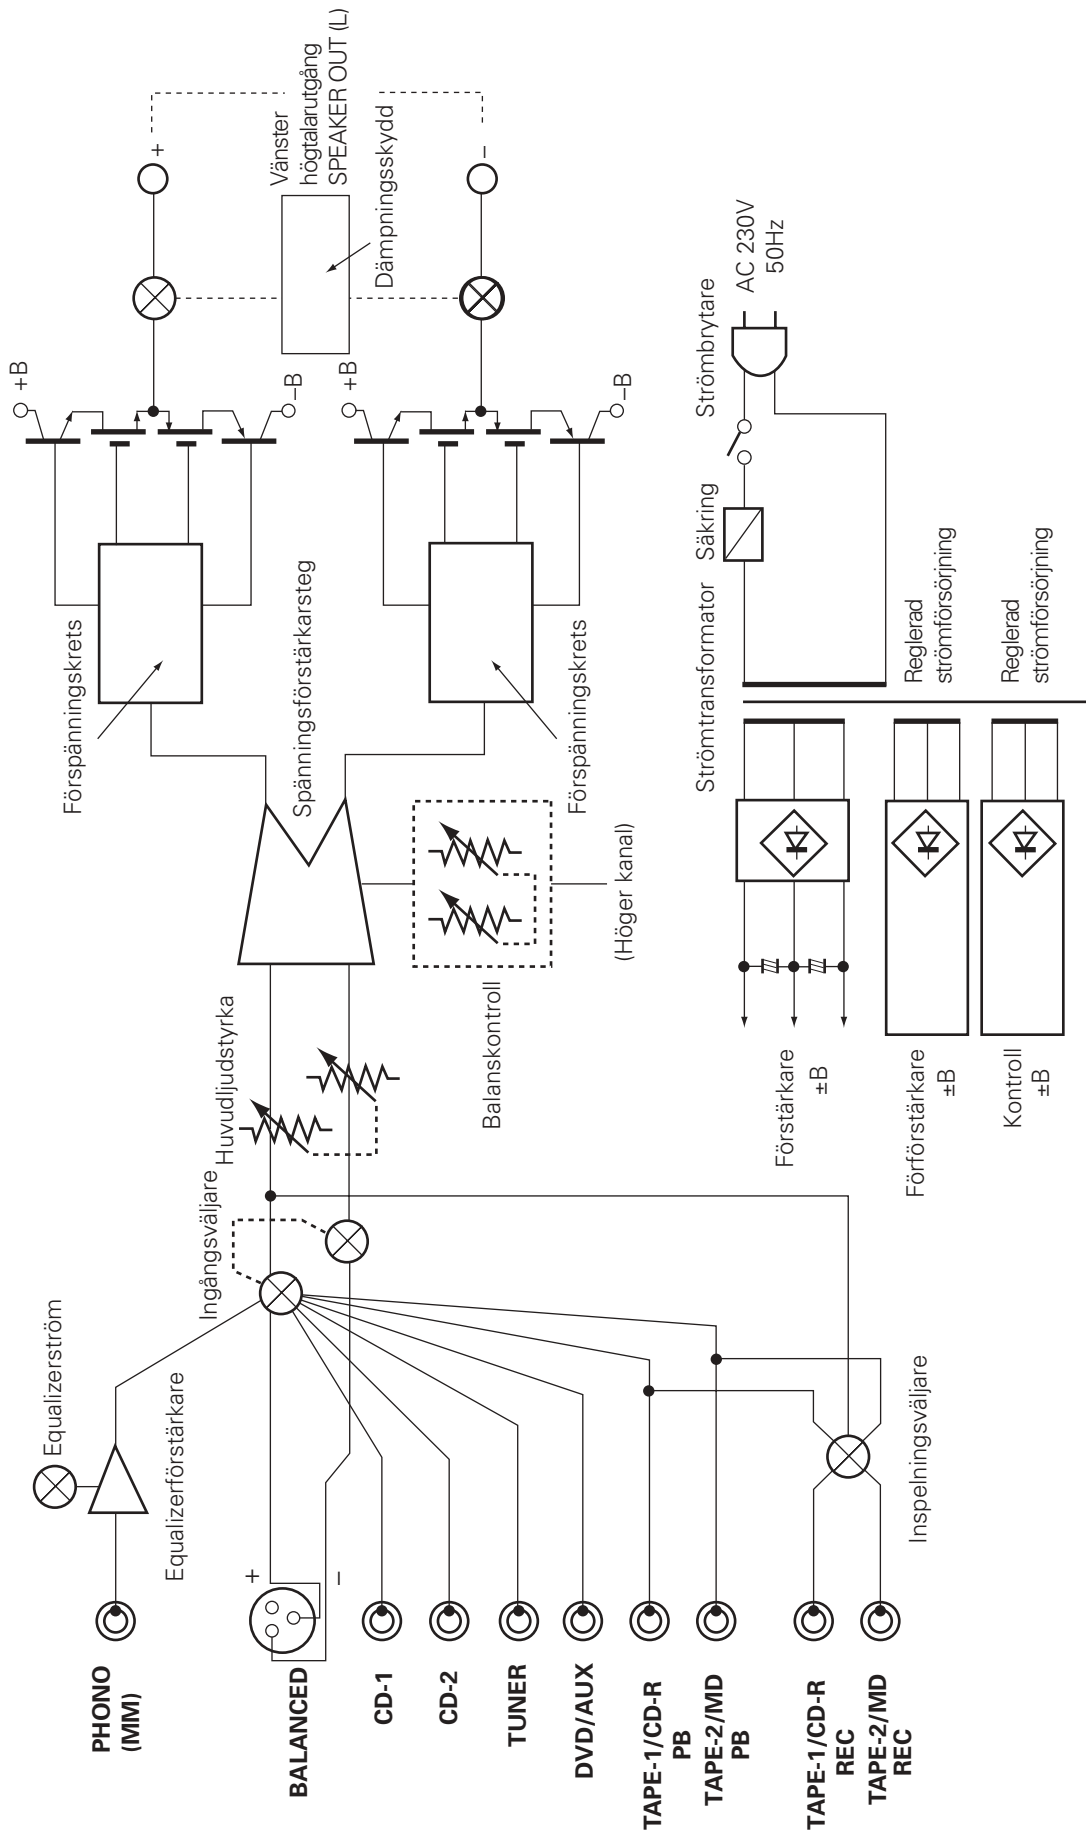 PHONO
(MM)
Equalizerström
Equalizerförstärkare
BALANCED
+
–
CD-1
CD-2
TUNER
DVD/AUX
TAPE-1/CD-R
PB
TAPE-2/MD
PB
TAPE-1/CD-R
REC
TAPE-2/MD
REC
Inspelningsväljare
Ingångsväljare
Huvudljudstyrka
Balanskontroll
(Höger kanal)
Spänningsförstärkarsteg
Förspänningskrets
Förspänningskrets
+B
–B
+B
–B
+
–
Vänster
högtalarutgång
SPEAKER OUT (L)
Dämpningsskydd
Strömtransformator
Säkring
Strömbrytare
AC 230V
50Hz
Förstärkare
±B
Förförstärkare
±B
Kontroll
±B
Reglerad
strömförsörjning
Reglerad
strömförsörjning